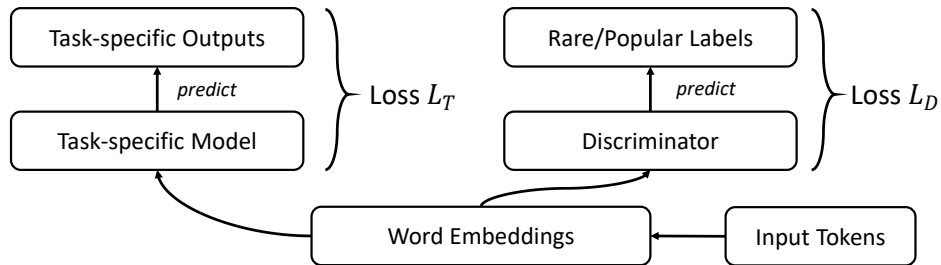 Task-specific Outputs
Rare/Popular Labels
predict
Loss L_T
predict
Loss L_D
Task-specific Model
Discriminator
Word Embeddings
Input Tokens